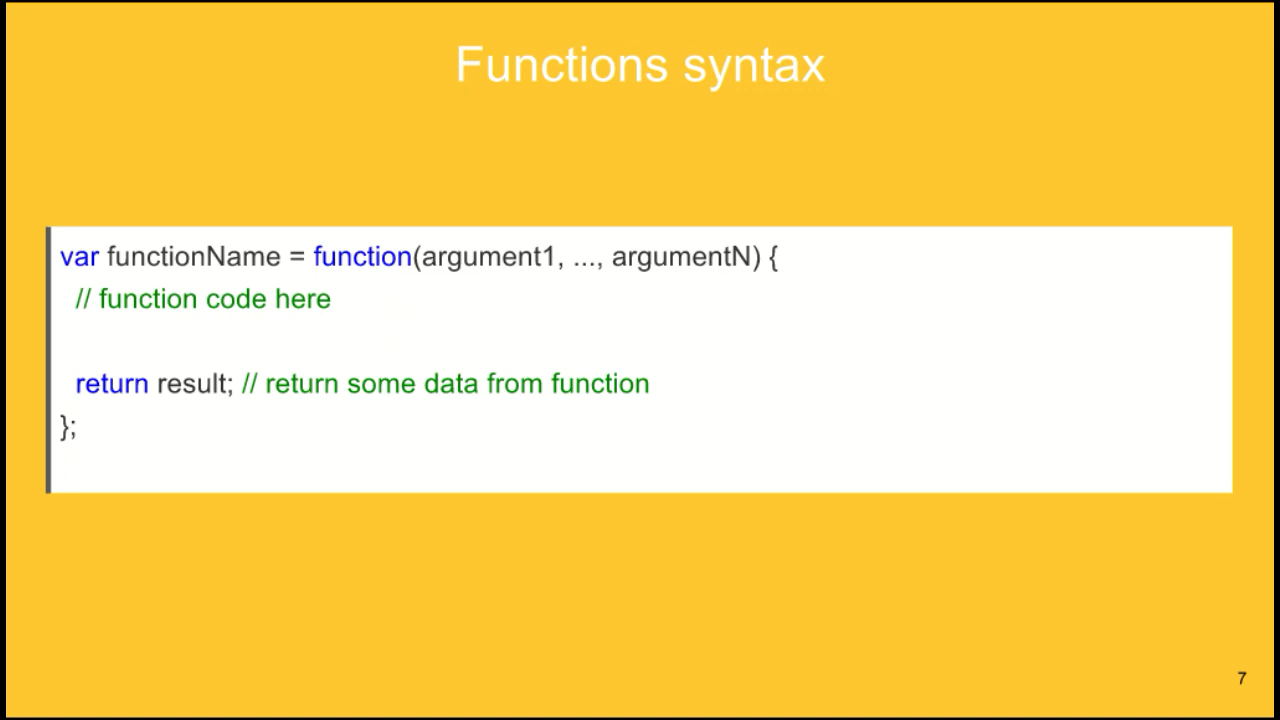 Functions syntax
var functionName = function(argument1, ..., argumentN) {
// function code here
return result; // return some data from function
};
7